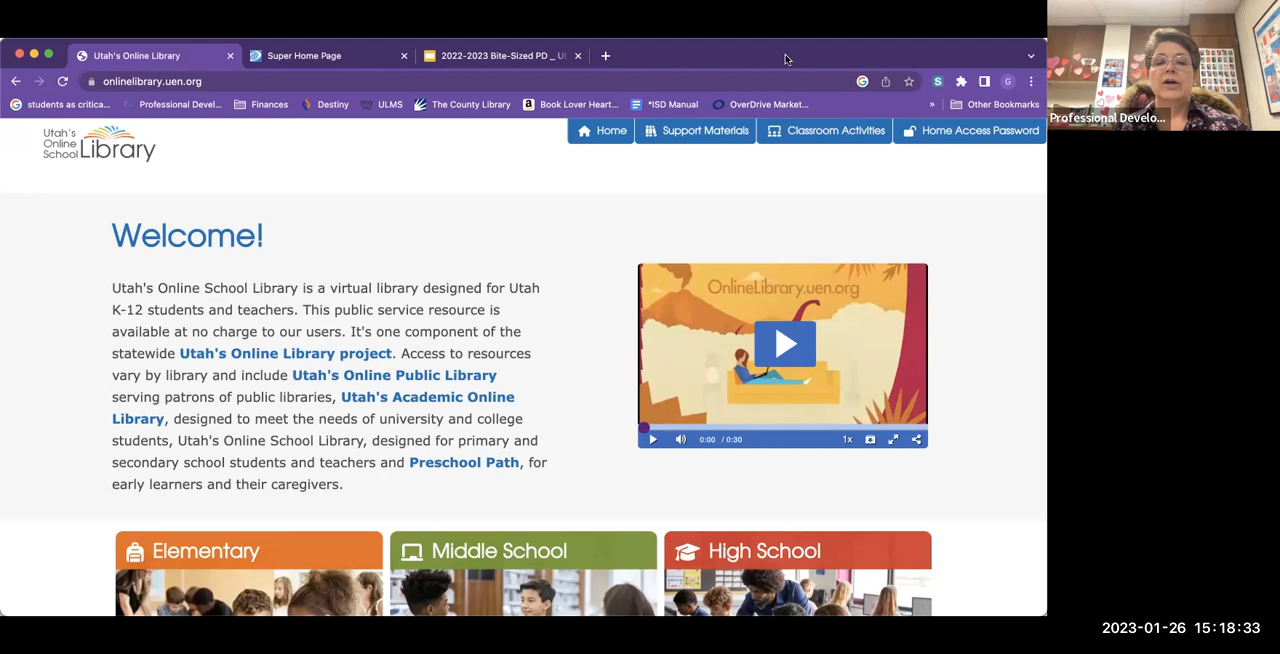 Utah's Online Library
Super Home Page
2022-2023 Bite-Sized PD _ Ut
onlinelibrary.uen.org
G
students as critica...
Professional Devel...
Finances
Destiny
ULMS
The County Library
Book Lover Heart...
*ISD Manual
OverDrive Market...
»
Other Bookmarks
Professional Develo...
Utah's
Online
School Library
Home
Support Materials
Classroom Activities
Home Access Password
Welcome!
Utah's Online School Library is a virtual library designed for Utah
K-12 students and teachers. This public service resource is
available at no charge to our users. It's one component of the
statewide Utah's Online Library project. Access to resources
vary by library and include Utah's Online Public Library
serving patrons of public libraries, Utah's Academic Online
Library, designed to meet the needs of university and college
students, Utah's Online School Library, designed for primary and
secondary school students and teachers and Preschool Path, for
early learners and their caregivers.
OnlineLibrary.uen.org
0:00 / 0:30
1x
Elementary
Middle School
High School
2023-01-26 15:18:33